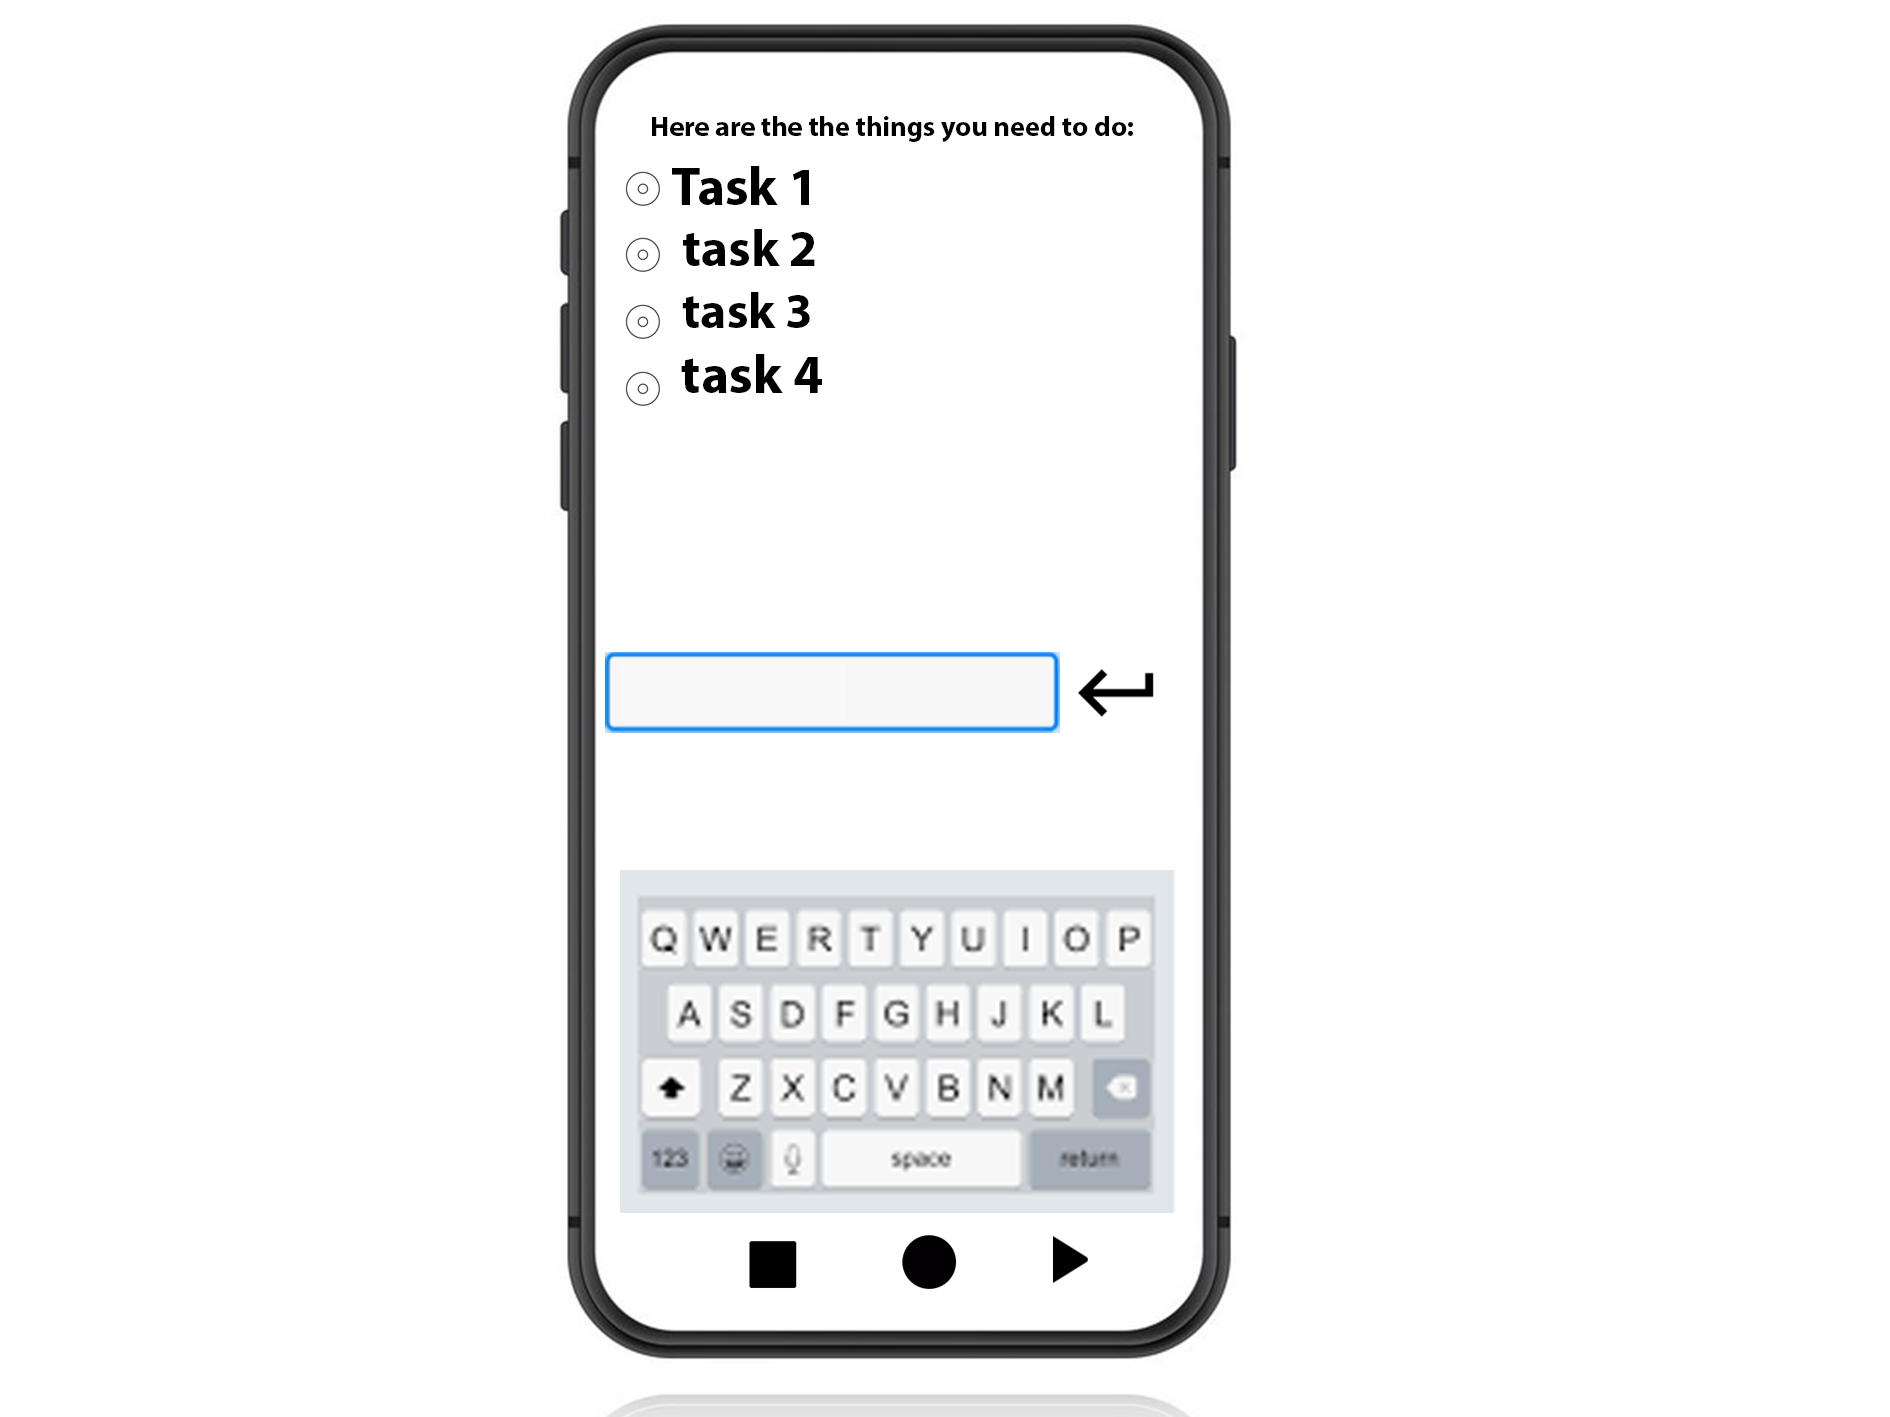 Here are the the things you need to do:
Task 1
task 2
task 3
task 4
Q W E R T Y U I O P
A S D F G H J K L
Z X C V B N M
123 space return